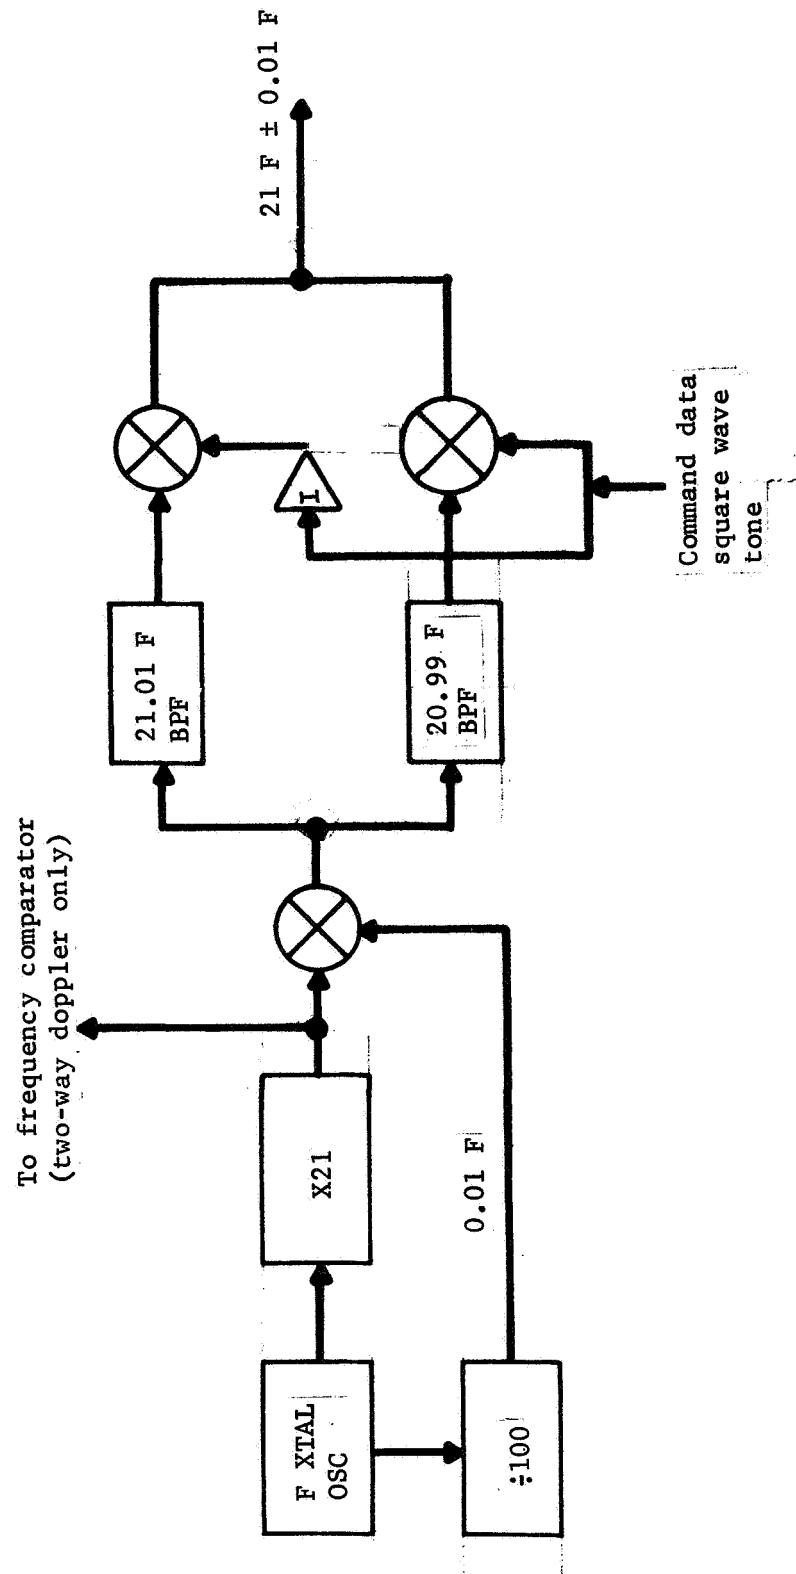 To frequency comparator
(two-way doppler only)
F XTAL
OSC
X21
÷100
0.01 F
21.01 F
BPF
20.99 F
BPF
I
21 F ± 0.01 F
Command data
square wave
tone